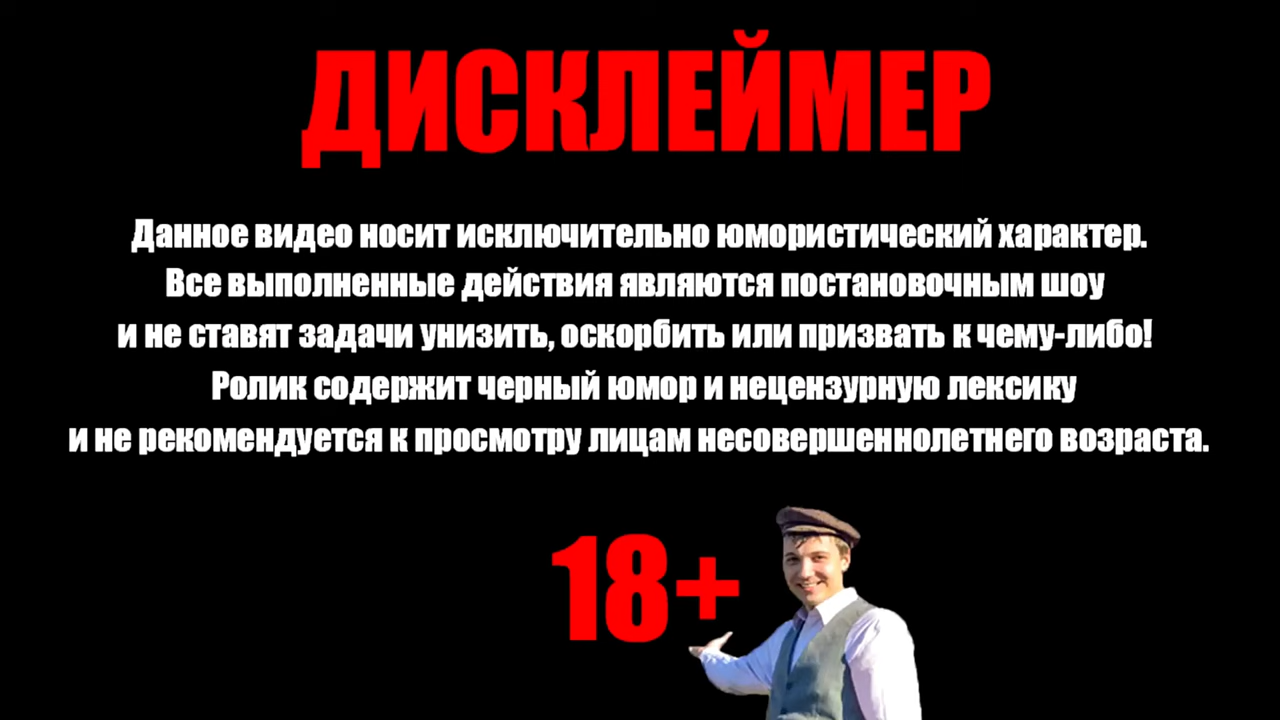 ДИСКЛЕЙМЕР
Данное видео носит исключительно юмористический характер.
Все выполненные действия являются постановочным шоу
и не ставят задачи унизить, оскорбить или призвать к чему-либо!
Ролик содержит черный юмор и нецензурную лексику
и не рекомендуется к просмотру лицам несовершеннолетнего возраста.
18+